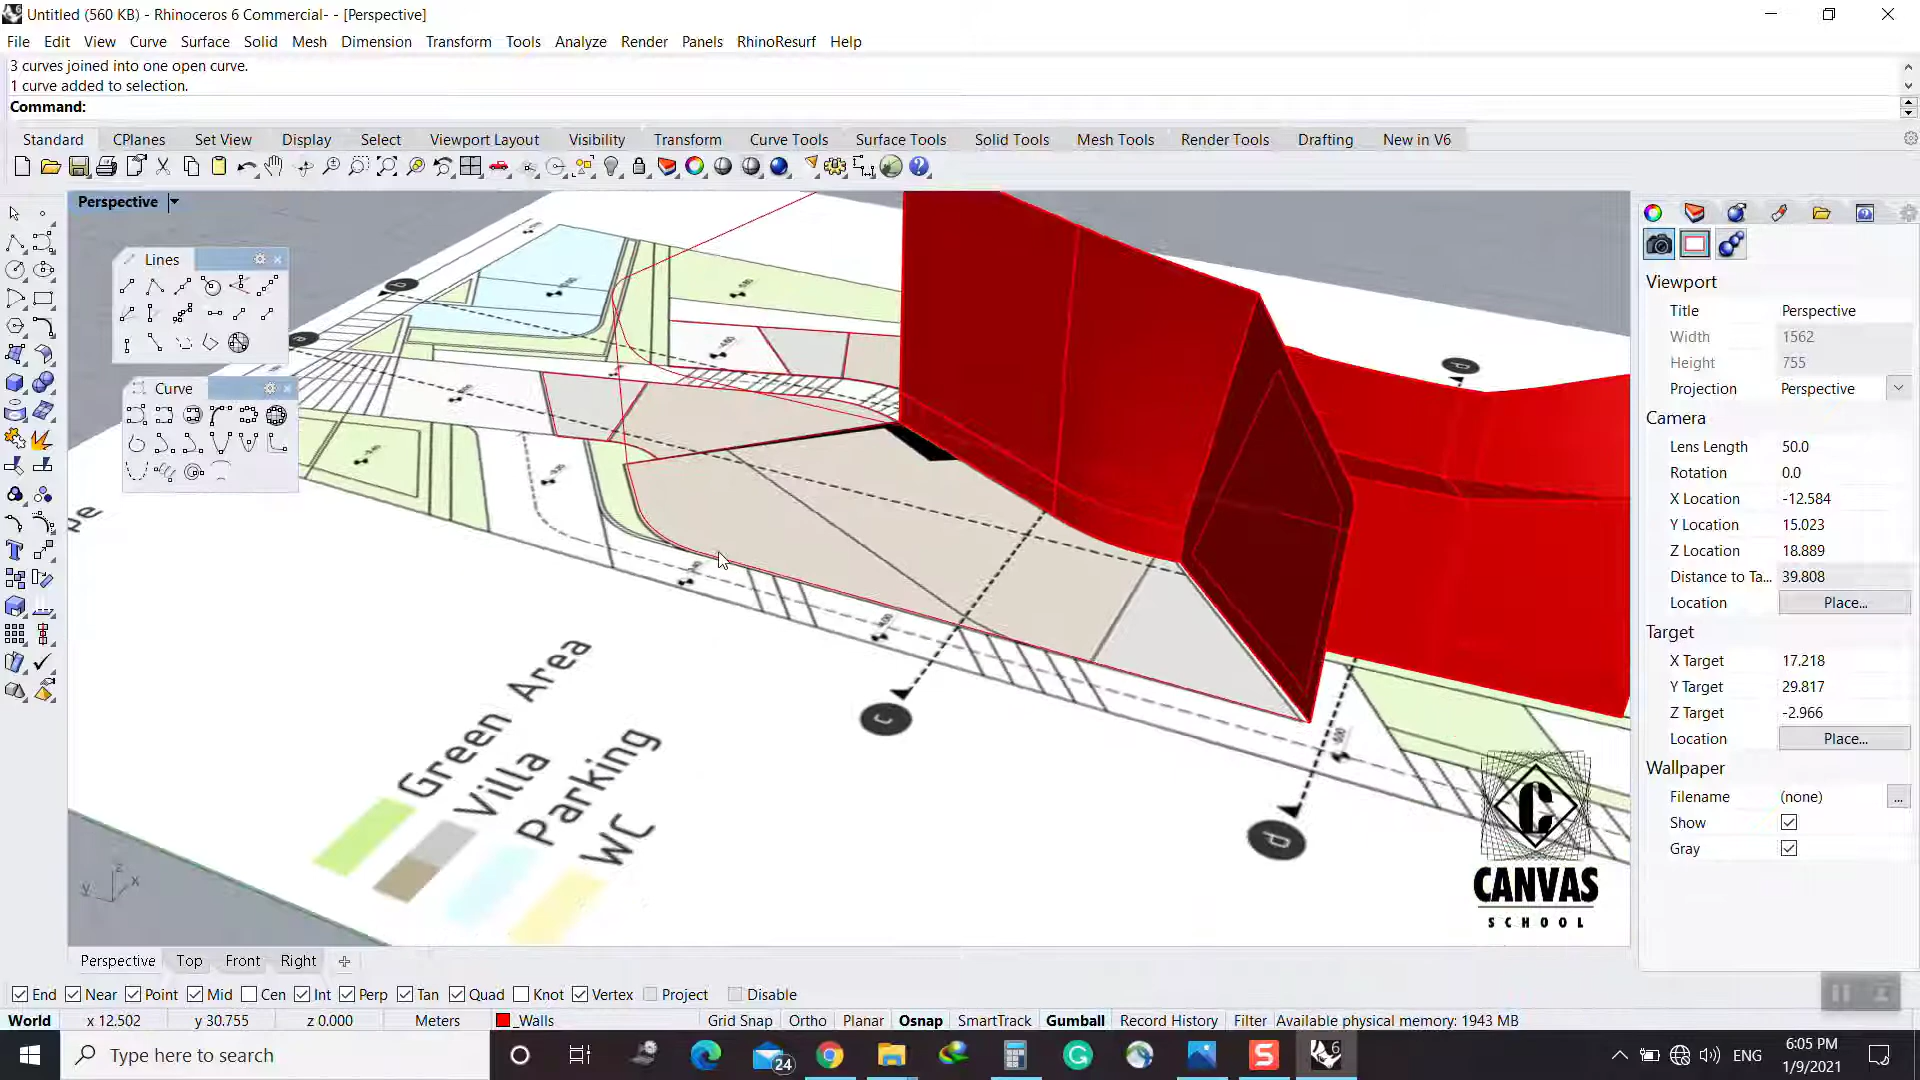 Untitled (560 KB) - Rhinoceros 6 Commercial- - [Perspective]
File Edit View Curve Surface Solid Mesh Dimension Transform Tools Analyze Render Panels RhinoResurf Help
3 curves joined into one open curve.
1 curve added to selection.
Command:
Standard CPlanes Set View Display Select Viewport Layout Visibility Transform Curve Tools Surface Tools Solid Tools Mesh Tools Render Tools Drafting New in V6
Perspective
Lines
Curve
Viewport
Title Perspective
Width 1562
Height 755
Projection Perspective
Camera
Lens Length 50.0
Rotation 0.0
X Location -12.584
Y Location 15.023
Z Location 18.889
Distance to Ta... 39.808
Location Place...
Target
X Target 17.218
Y Target 29.817
Z Target -2.966
Location Place...
Wallpaper
Filename (none) ...
Show
Gray
Green Area
Villa
Parking
WC
c
d
CANVAS
SCHOOL
z
y x
Perspective Top Front Right
End Near Point Mid Cen Int Perp Tan Quad Knot Vertex Project Disable
World x 12.502 y 30.755 z 0.000 Meters _Walls Grid Snap Ortho Planar Osnap SmartTrack Gumball Record History Filter Available physical memory: 1943 MB
Type here to search
24
ENG
6:05 PM
1/9/2021